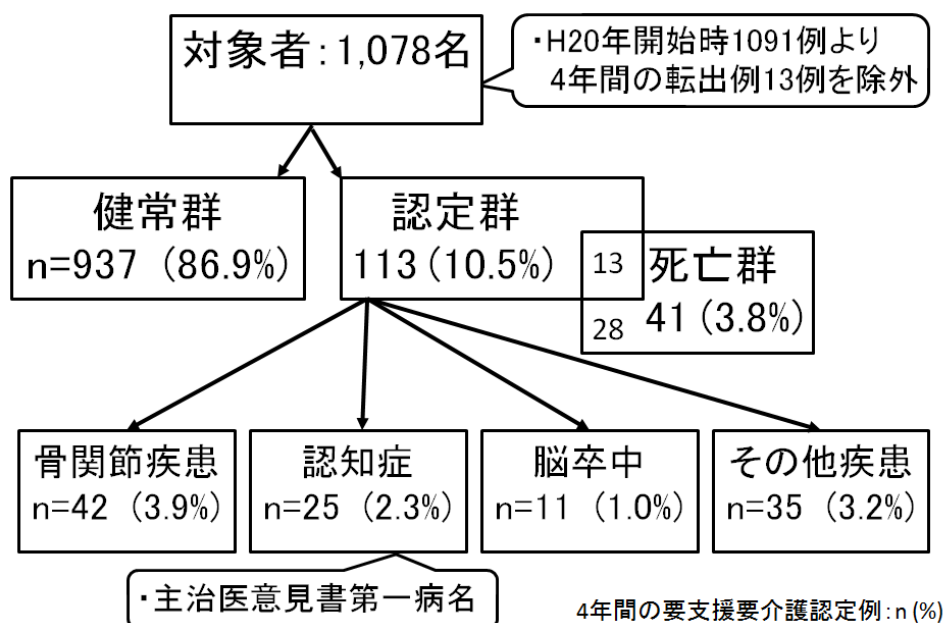 対象者：1,078名
・H20年開始時1091例より
4年間の転出例13例を除外
健常群
n=937 (86.9%)
認定群
113 (10.5%)
13
死亡群
28
41 (3.8%)
骨関節疾患
n=42 (3.9%)
認知症
n=25 (2.3%)
脳卒中
n=11 (1.0%)
その他疾患
n=35 (3.2%)
・主治医意見書第一病名
4年間の要支援要介護認定例：n (%)